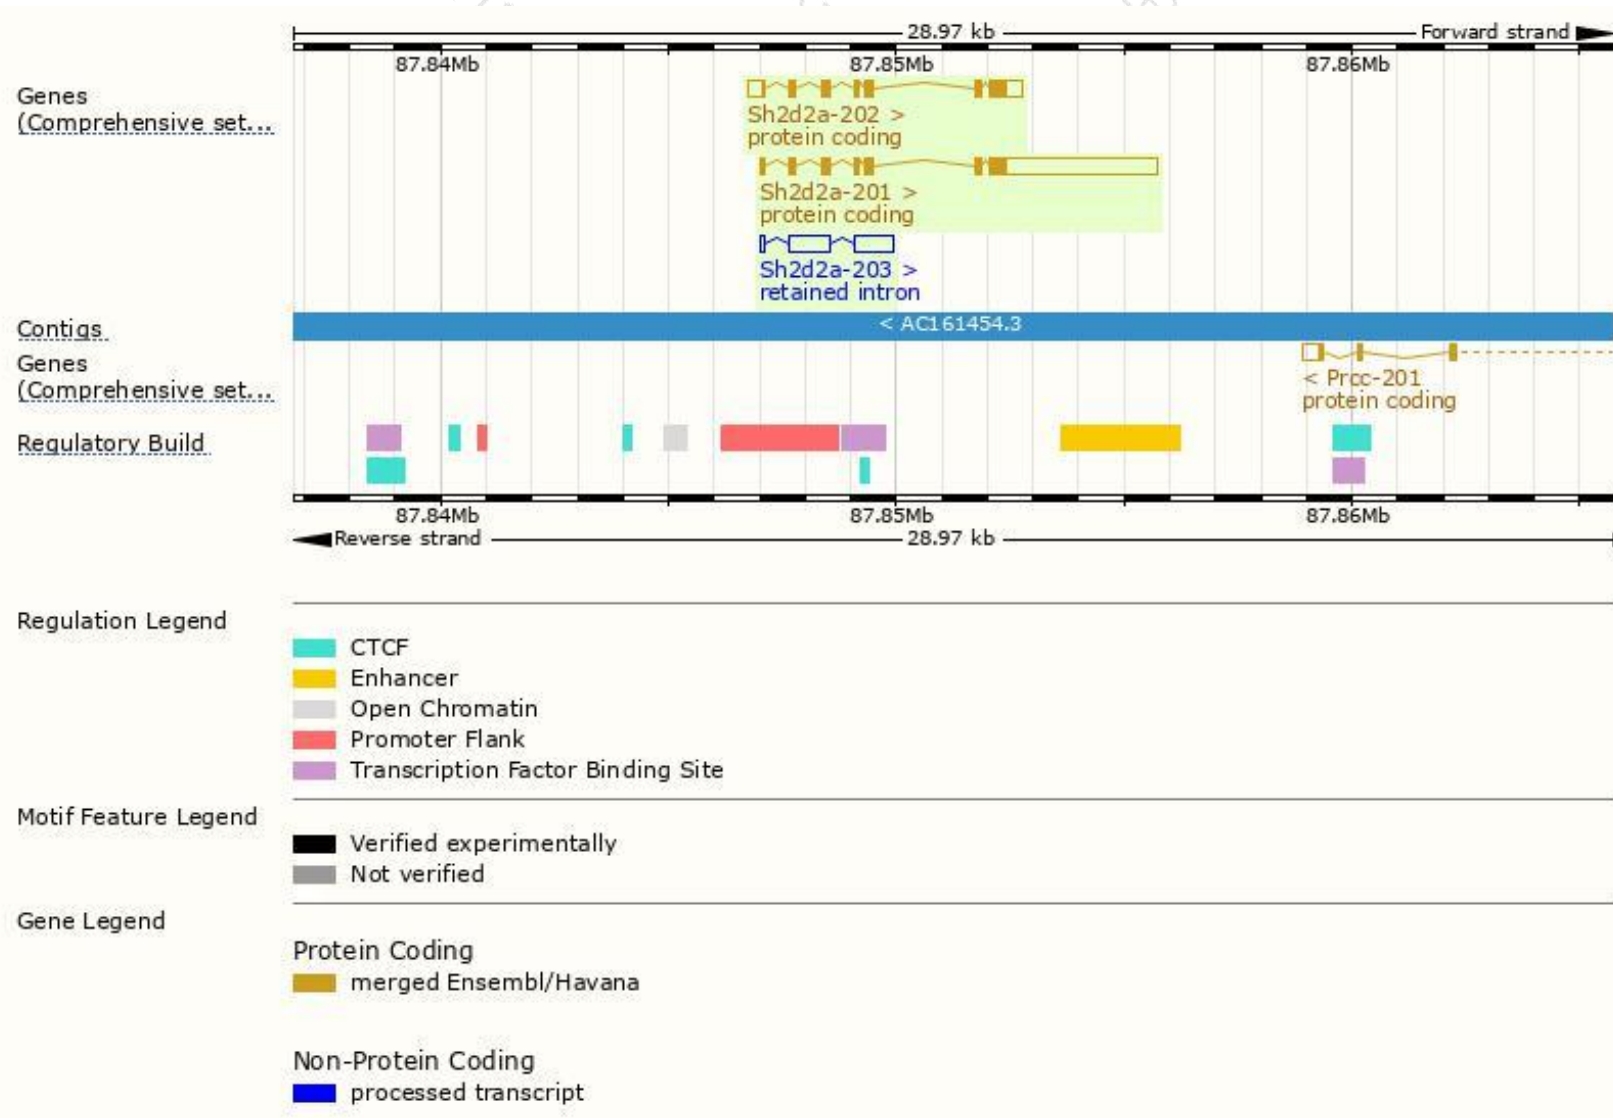 28.97 kb Forward strand
87.84Mb 87.85Mb 87.86Mb
Genes
(Comprehensive set...
Sh2d2a-202 >
protein coding
Sh2d2a-201 >
protein coding
Sh2d2a-203 >
retained intron
Contigs
< AC161454.3
Genes
(Comprehensive set...
< Prcc-201
protein coding
Regulatory Build
87.84Mb 87.85Mb 87.86Mb
Reverse strand 28.97 kb
Regulation Legend
CTCF
Enhancer
Open Chromatin
Promoter Flank
Transcription Factor Binding Site
Motif Feature Legend
Verified experimentally
Not verified
Gene Legend
Protein Coding
merged Ensembl/Havana
Non-Protein Coding
processed transcript